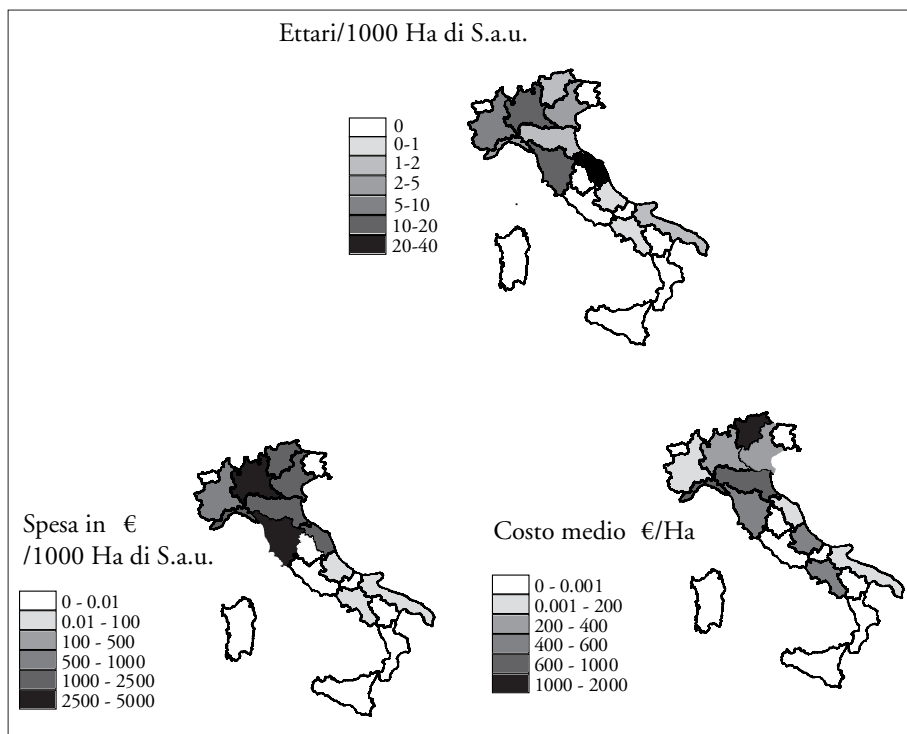 Ettari/1000 Ha di S.a.u.
0
0-1
1-2
2-5
5-10
10-20
20-40
Spesa in €
/1000 Ha di S.a.u.
0 - 0.01
0.01 - 100
100 - 500
500 - 1000
1000 - 2500
2500 - 5000
Costo medio €/Ha
0 - 0.001
0.001 - 200
200 - 400
400 - 600
600 - 1000
1000 - 2000